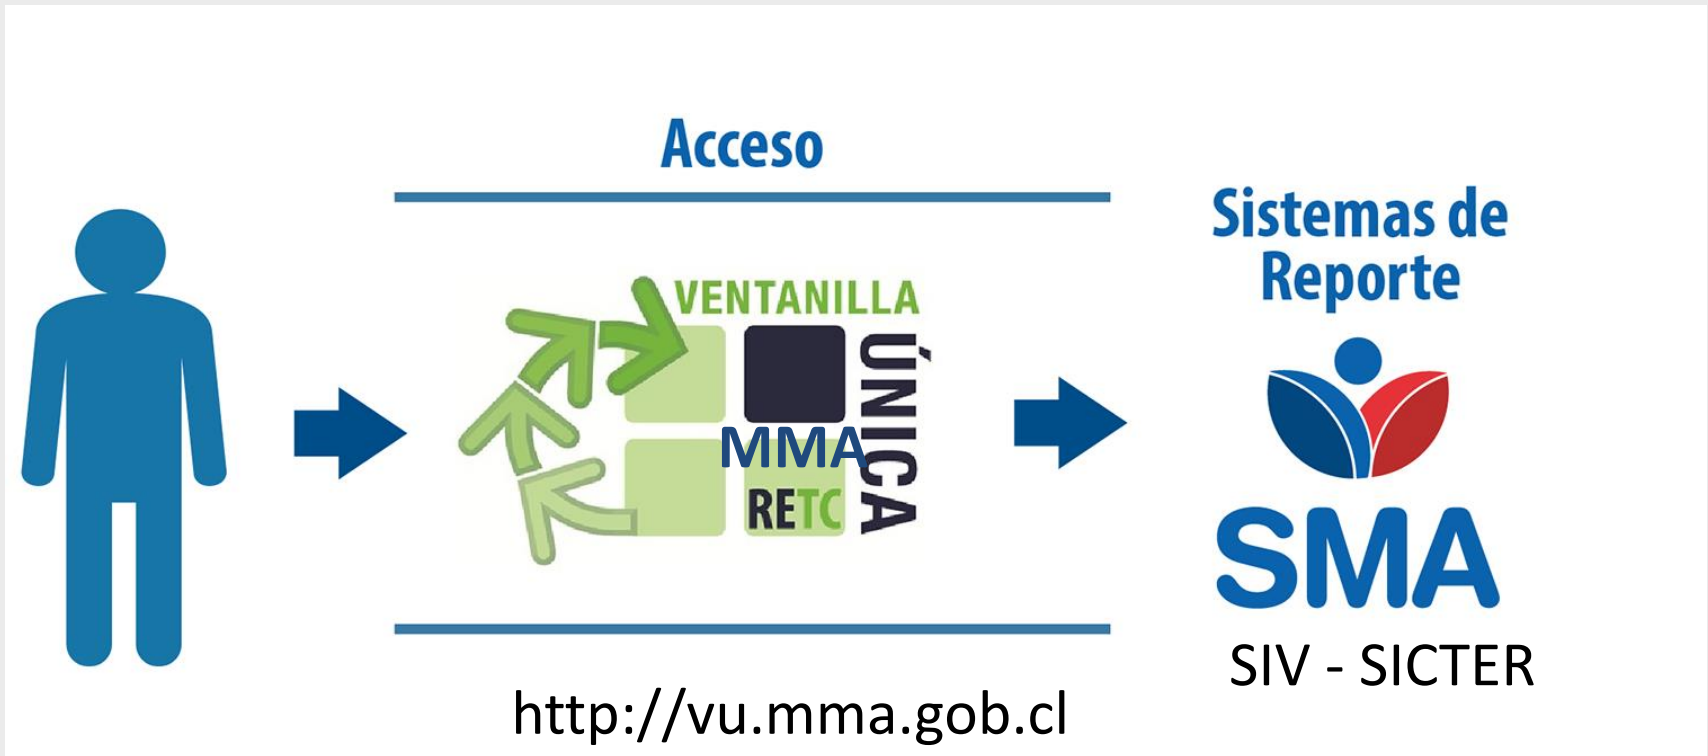 Acceso
VENTANILLA
ÚNICA
MMA
RETC
http://vu.mma.gob.cl
Sistemas de
Reporte
SMA
SIV - SICTER